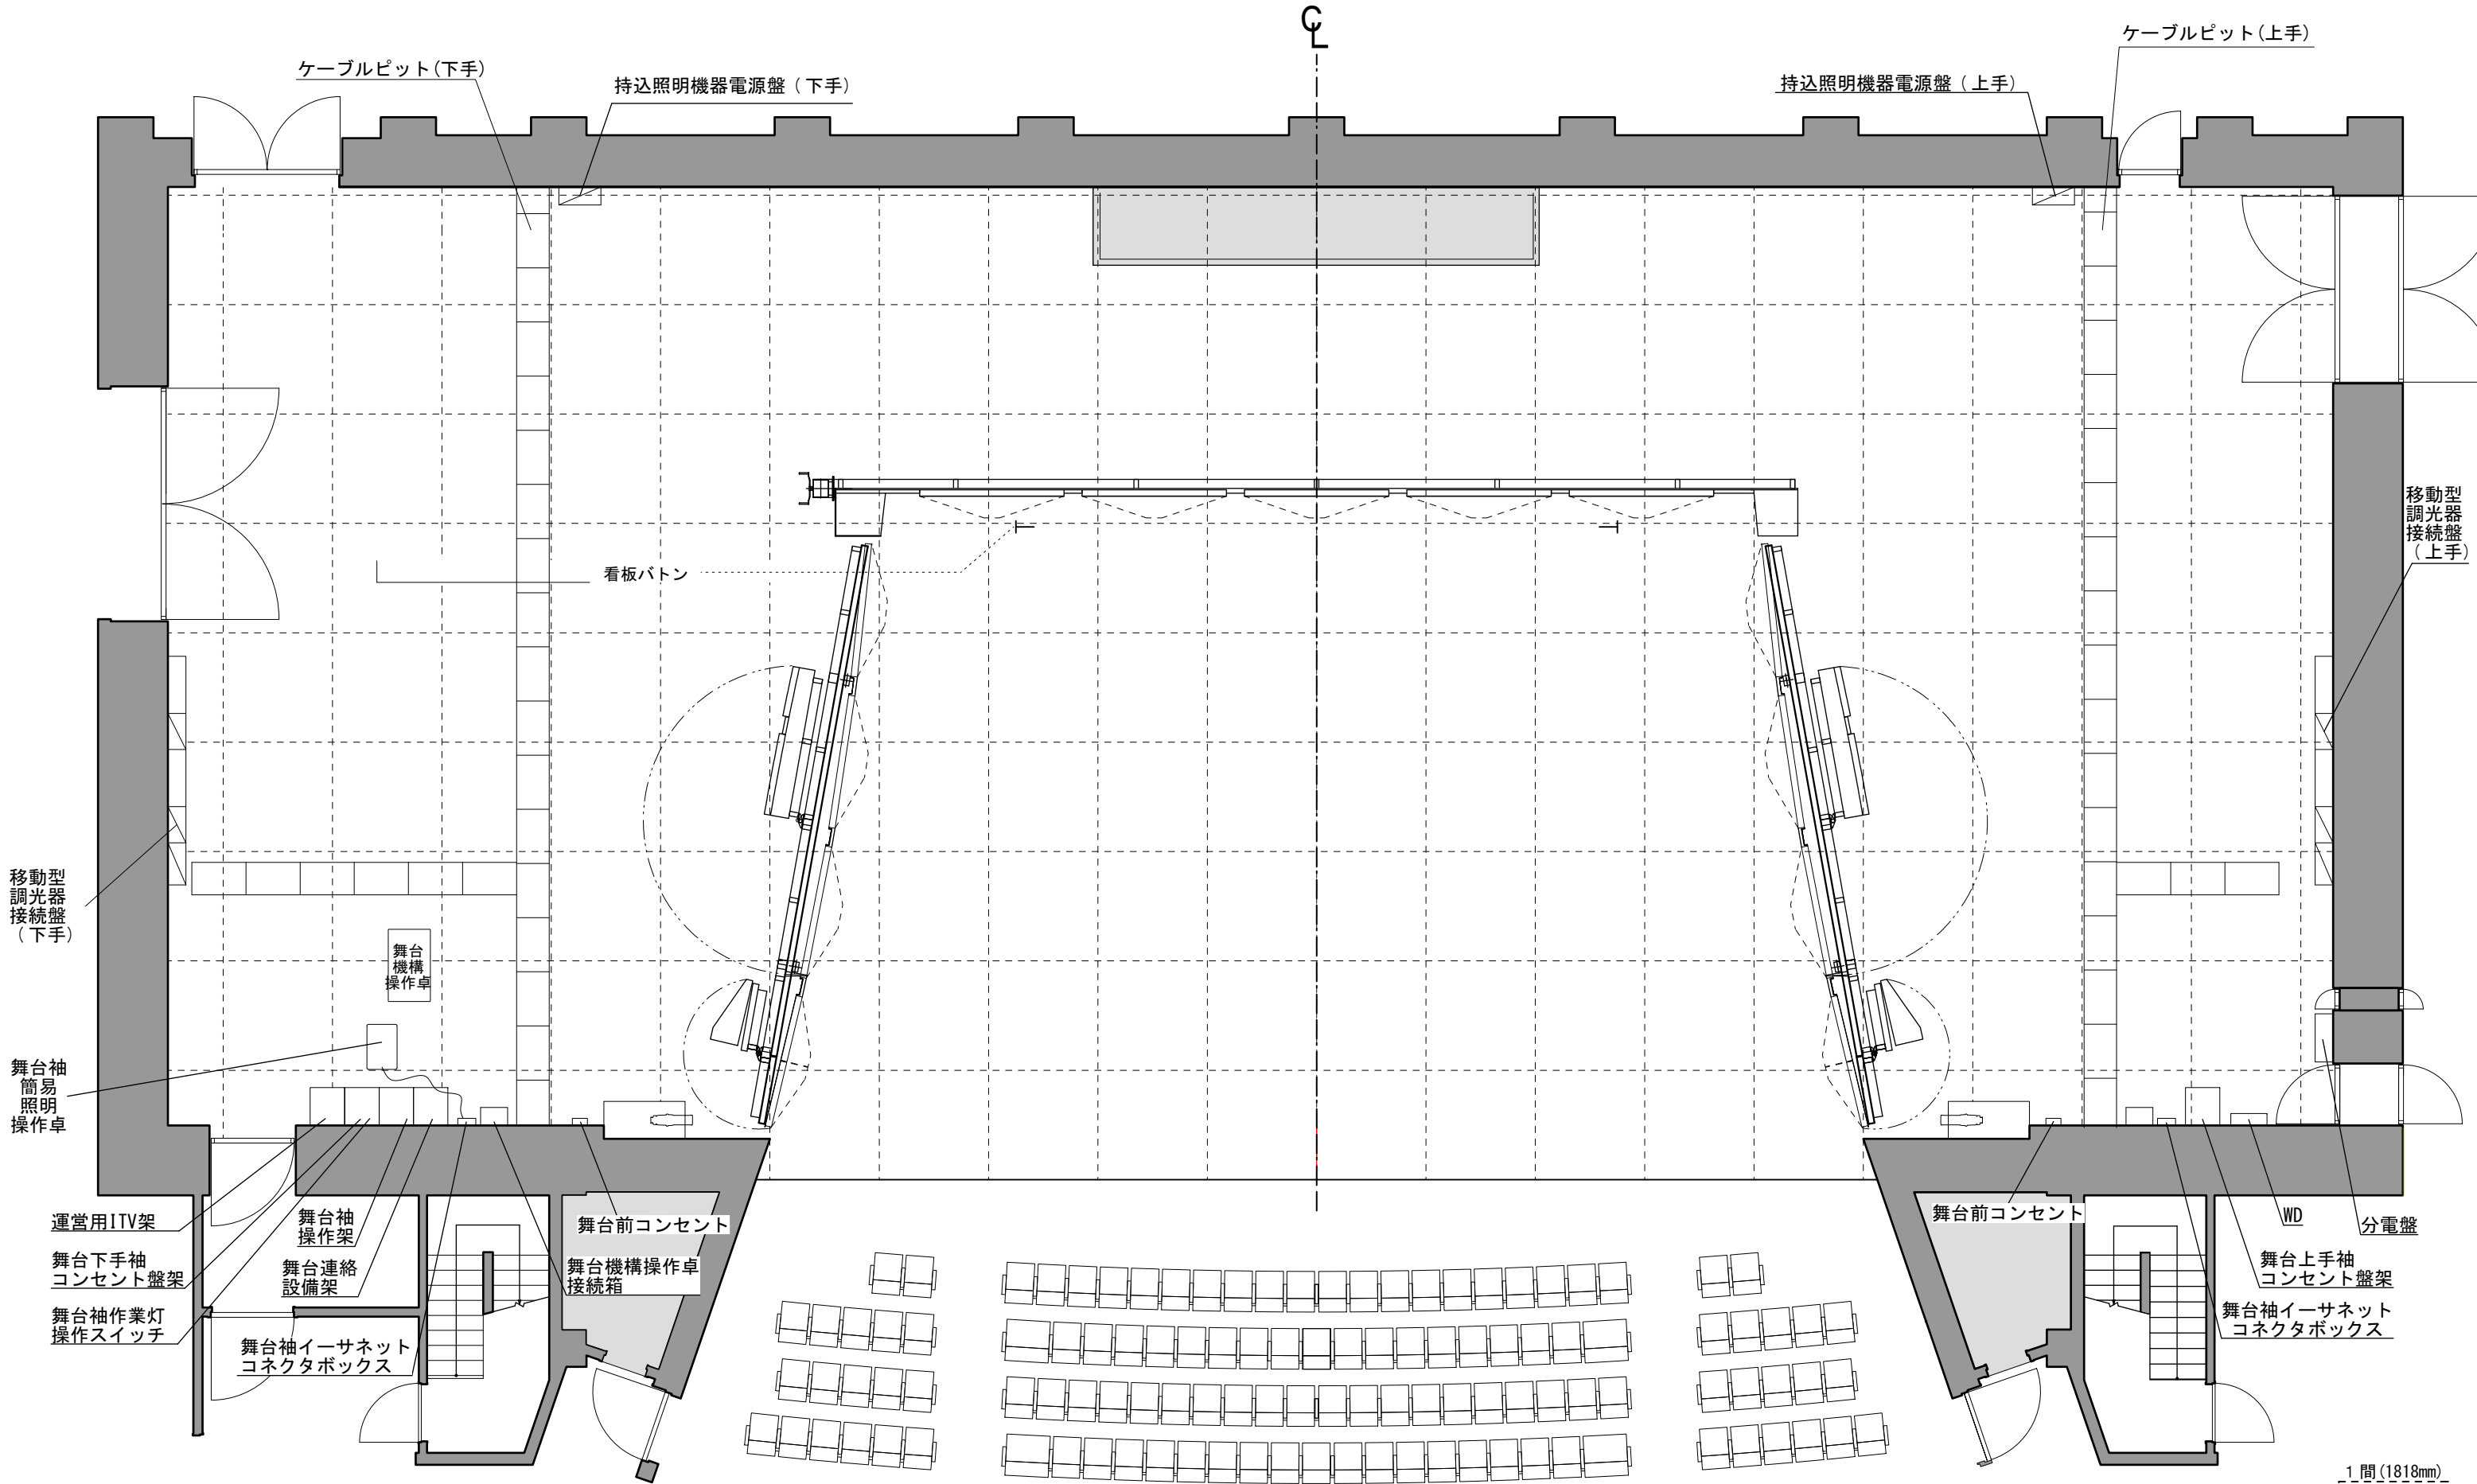 ℄
ケーブルピット(上手)
ケーブルピット(下手)
持込照明機器電源盤(下手)
持込照明機器電源盤(上手)
移動型
調光器
接続盤
(上手)
看板バトン
移動型
調光器
接続盤
(下手)
舞台
機構
操作卓
舞台袖
簡易
照明
操作卓
運営用ITV架
舞台下手袖
コンセント盤架
舞台袖作業灯
操作スイッチ
舞台袖
操作架
舞台連絡
設備架
舞台袖イーサネット
コネクタボックス
舞台前コンセント
舞台機構操作卓
接続箱
舞台前コンセント
WD
分電盤
舞台上手袖
コンセント盤架
舞台袖イーサネット
コネクタボックス
1間(1818mm)